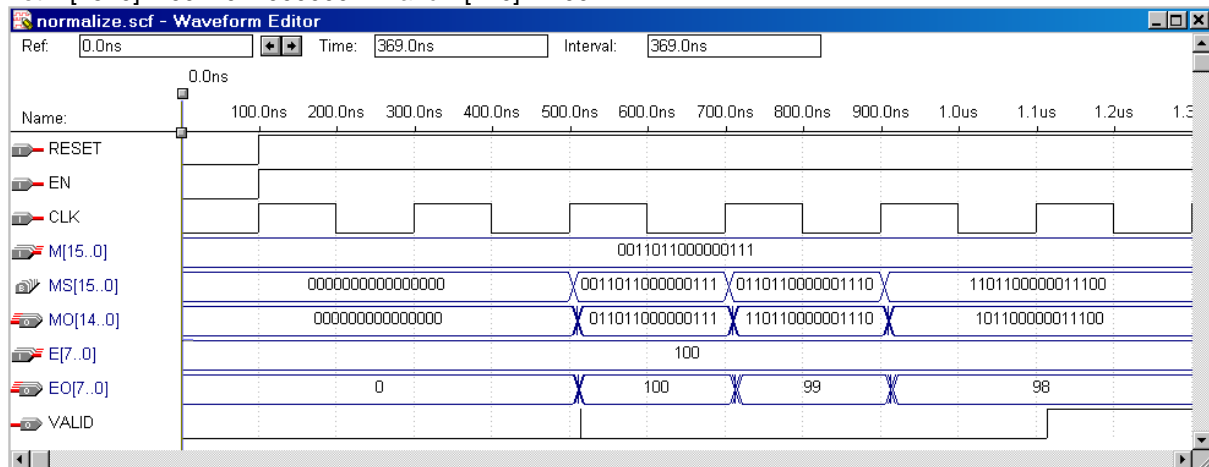 normalize.scf - Waveform Editor
Ref: 0.0ns Time: 369.0ns Interval: 369.0ns
0.0ns
Name: 100.0ns 200.0ns 300.0ns 400.0ns 500.0ns 600.0ns 700.0ns 800.0ns 900.0ns 1.0us 1.1us 1.2us
RESET
EN
CLK
M[15..0] 0011011000000111
MS[15..0] 0000000000000000 0011011000000111 0110110000001110 1101100000011100
MO[14..0] 000000000000000 011011000000111 110110000001110 101100000011100
E[7..0] 100
EO[7..0] 0 100 99 98
VALID